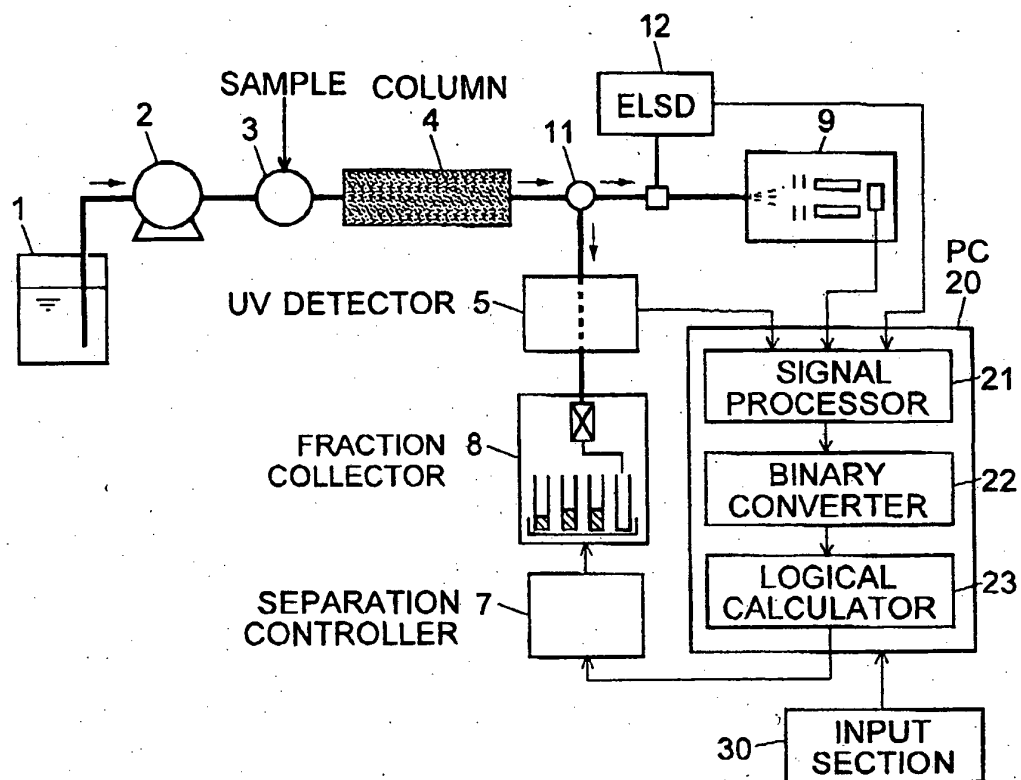 12
SAMPLE COLUMN
ELSD
9
2
3
4
11
1
PC
20
UV DETECTOR 5
SIGNAL
PROCESSOR
21
FRACTION
COLLECTOR
8
BINARY
CONVERTER
22
LOGICAL
CALCULATOR
23
SEPARATION
CONTROLLER
7
30
INPUT
SECTION